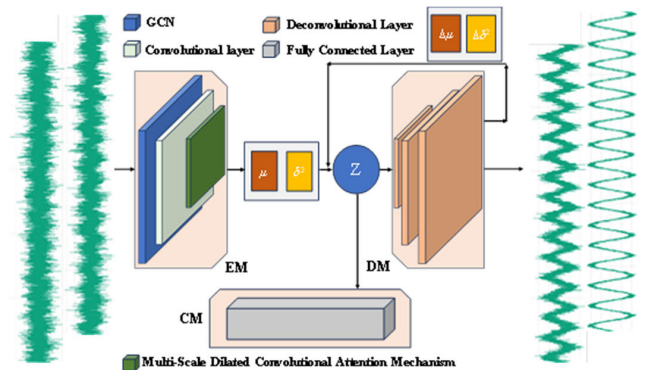 GCN
Deconvolutional Layer
Convolutional layer
Fully Connected Layer
Δμ
Δδ²
μ
δ²
Z
EM
DM
CM
Multi-Scale Dilated Convolutional Attention Mechanism